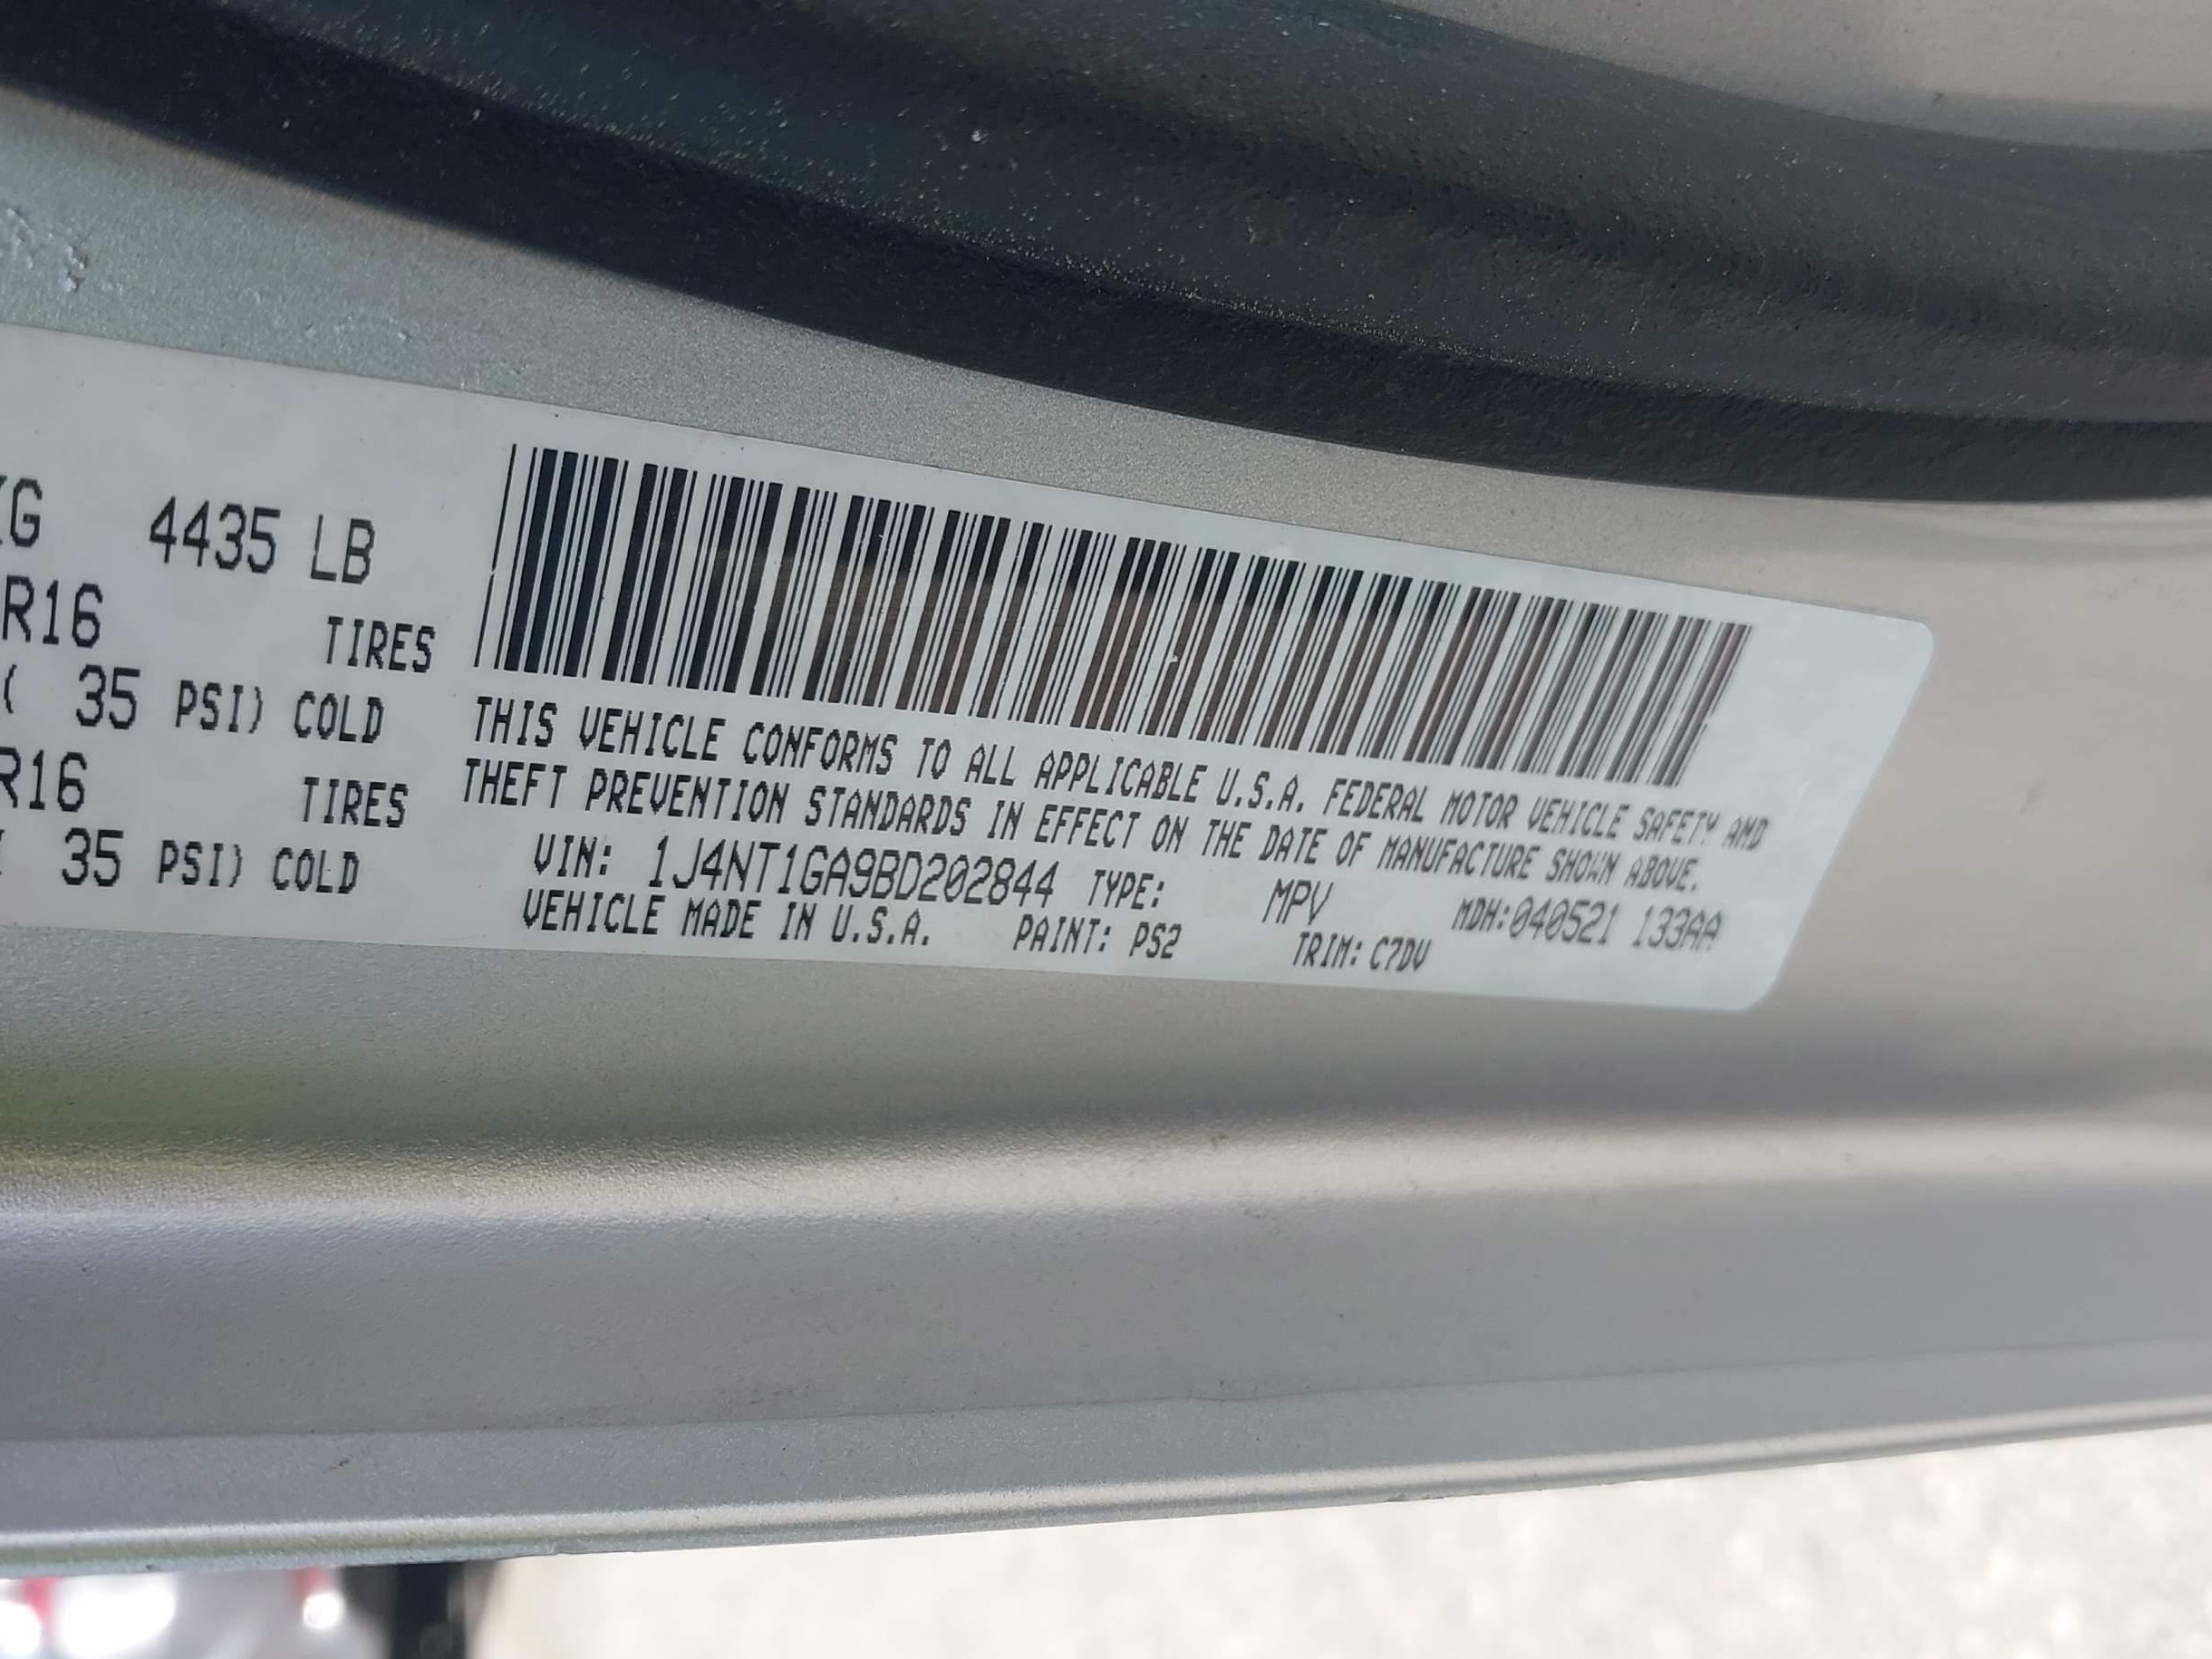 4435 LB
R16 TIRES
( 35 PSI) COLD
R16 TIRES
35 PSI) COLD
THIS VEHICLE CONFORMS TO ALL APPLICABLE U.S.A. FEDERAL MOTOR VEHICLE SAFETY AND
THEFT PREVENTION STANDARDS IN EFFECT ON THE DATE OF MANUFACTURE SHOWN ABOVE.
VIN: 1J4NT1GA9BD202844 TYPE: MPV MDH:040521 133AA
VEHICLE MADE IN U.S.A. PAINT: PS2 TRIM: C7DV